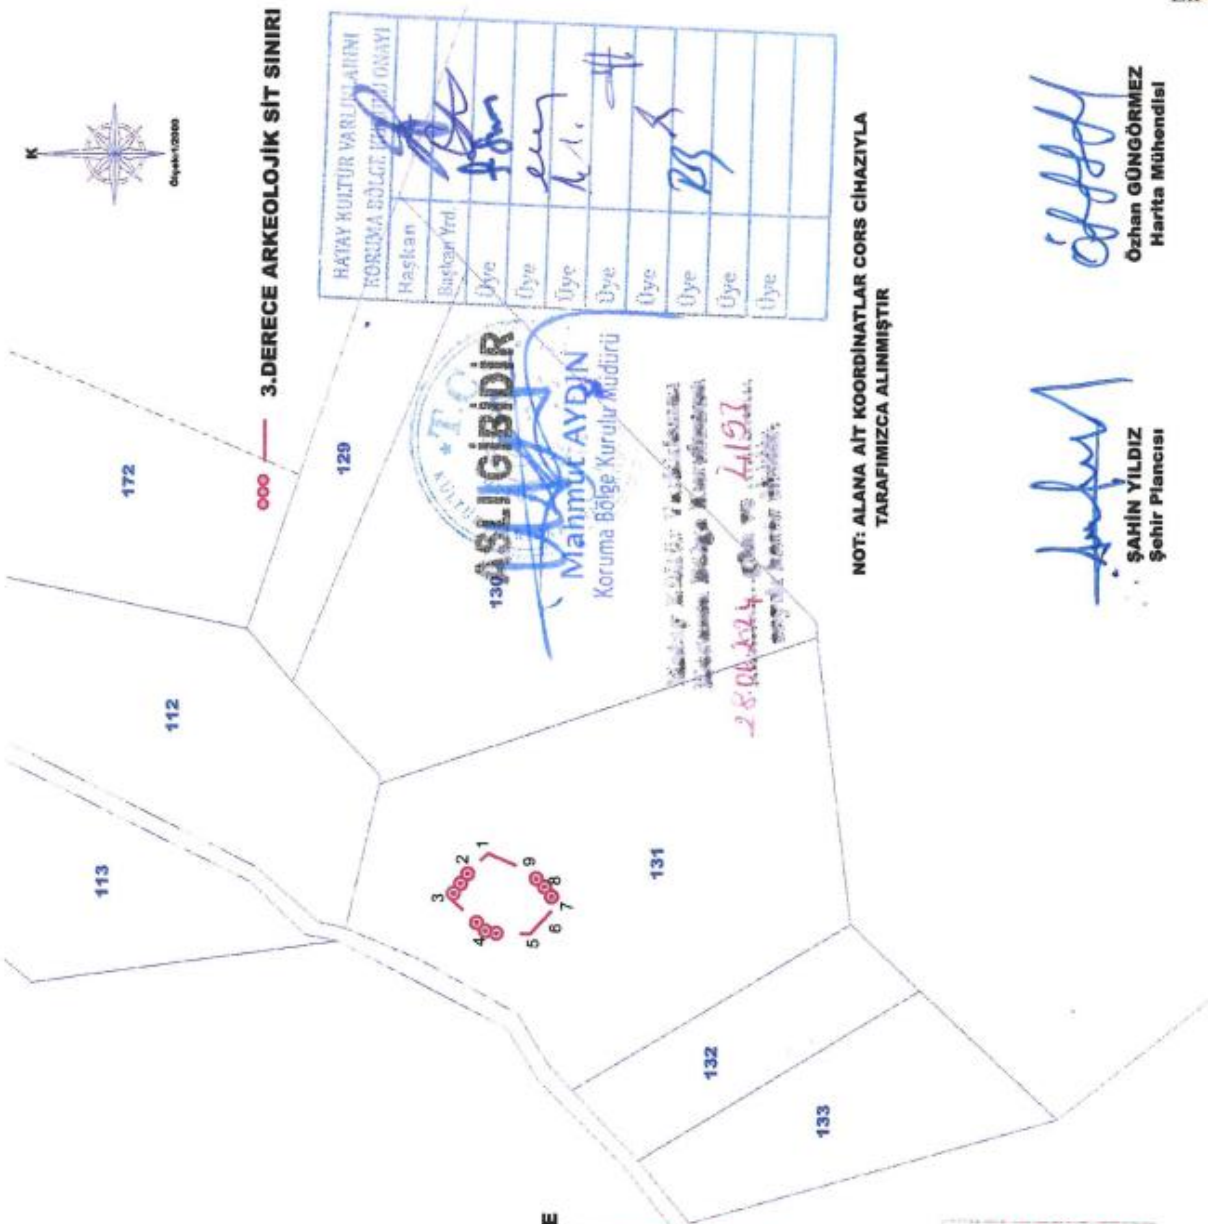 K
Ölçek:1/2000
3.DERECE ARKEOLOJİK SİT SINIRI
172
112
113
129
130
131
132
133
1
2
3
4
5
6
7
8
9
HATAY KÜLTÜR VARLIKLARINI
KORUMA BÖLGE KURULU ONAYI
Başkan
Başkan Yrd.
Üye
Üye
Üye
Üye
Üye
Üye
Üye
Üye
T.C.
ASLI GİBİDİR
Mahmut AYDIN
Koruma Bölge Kurulu Müdürü
4193
NOT: ALANA AİT KOORDİNATLAR CORS CİHAZIYLA
TARAFIMIZCA ALINMIŞTIR
ŞAHİN YILDIZ
Şehir Plancısı
Özhan GÜNGÖRMEZ
Harita Mühendisi
E